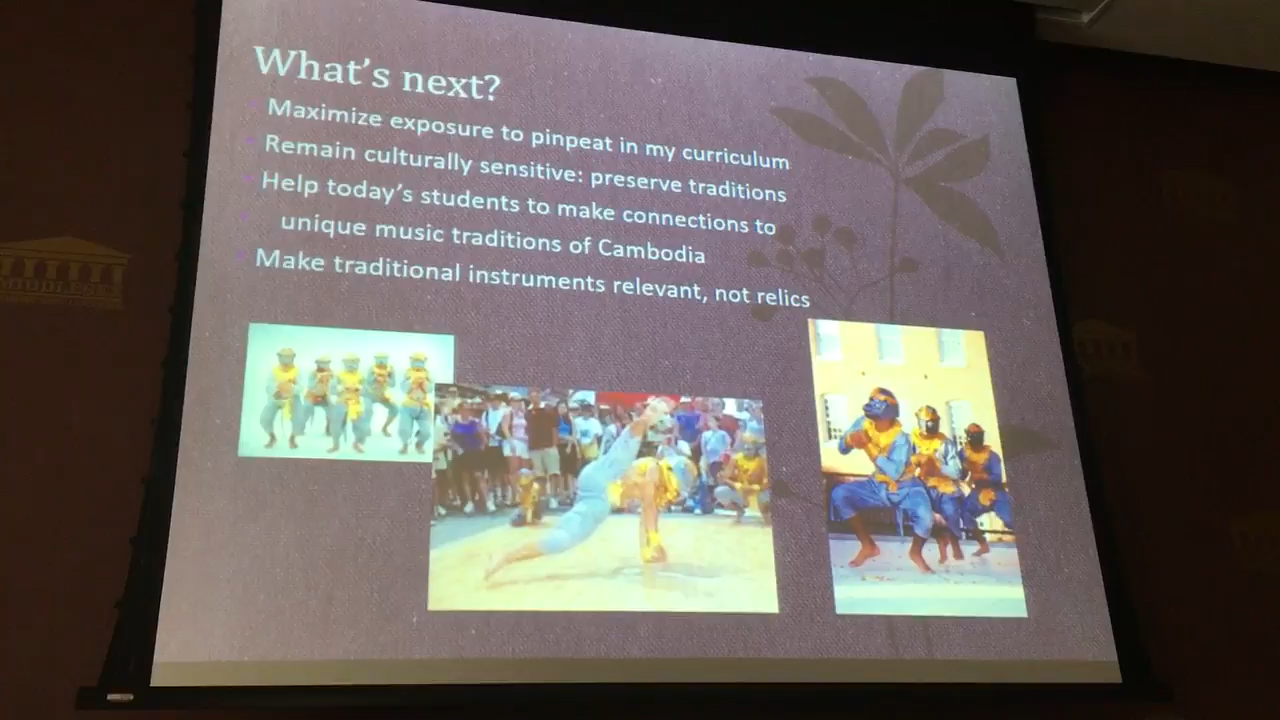 What's next?
Maximize exposure to pinpeat in my curriculum
Remain culturally sensitive: preserve traditions
Help today's students to make connections to
unique music traditions of Cambodia
Make traditional instruments relevant, not relics
MIDDLESEX